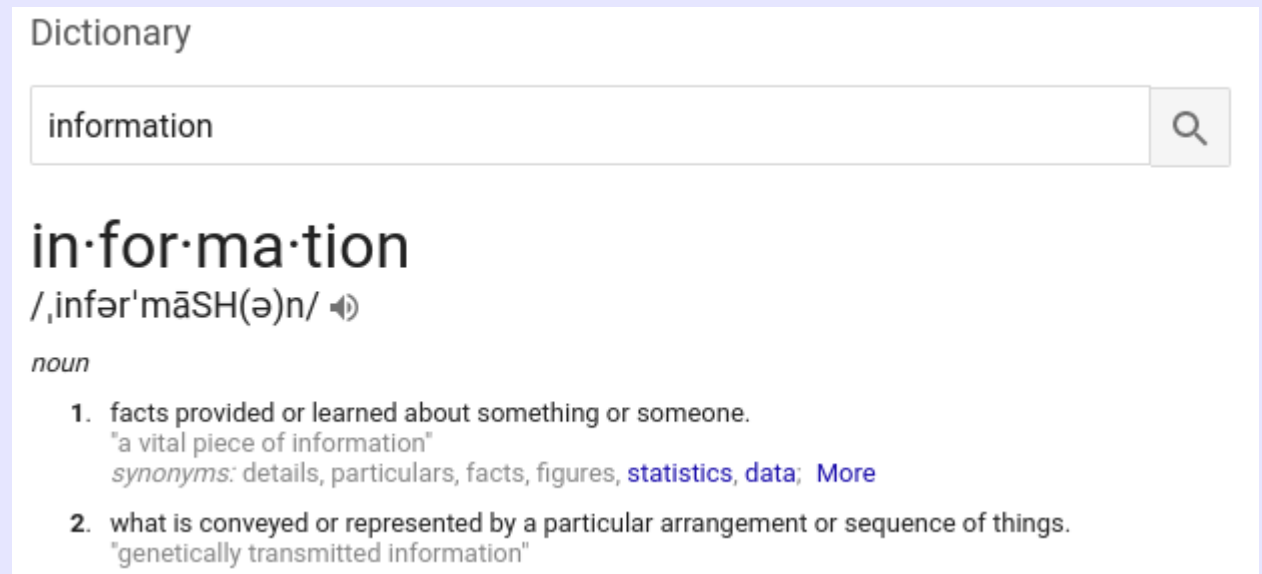 Dictionary
information
in·for·ma·tion
/ˌinfərˈmāSH(ə)n/
noun
1. facts provided or learned about something or someone.
"a vital piece of information"
synonyms: details, particulars, facts, figures, statistics, data; More
2. what is conveyed or represented by a particular arrangement or sequence of things.
"genetically transmitted information"